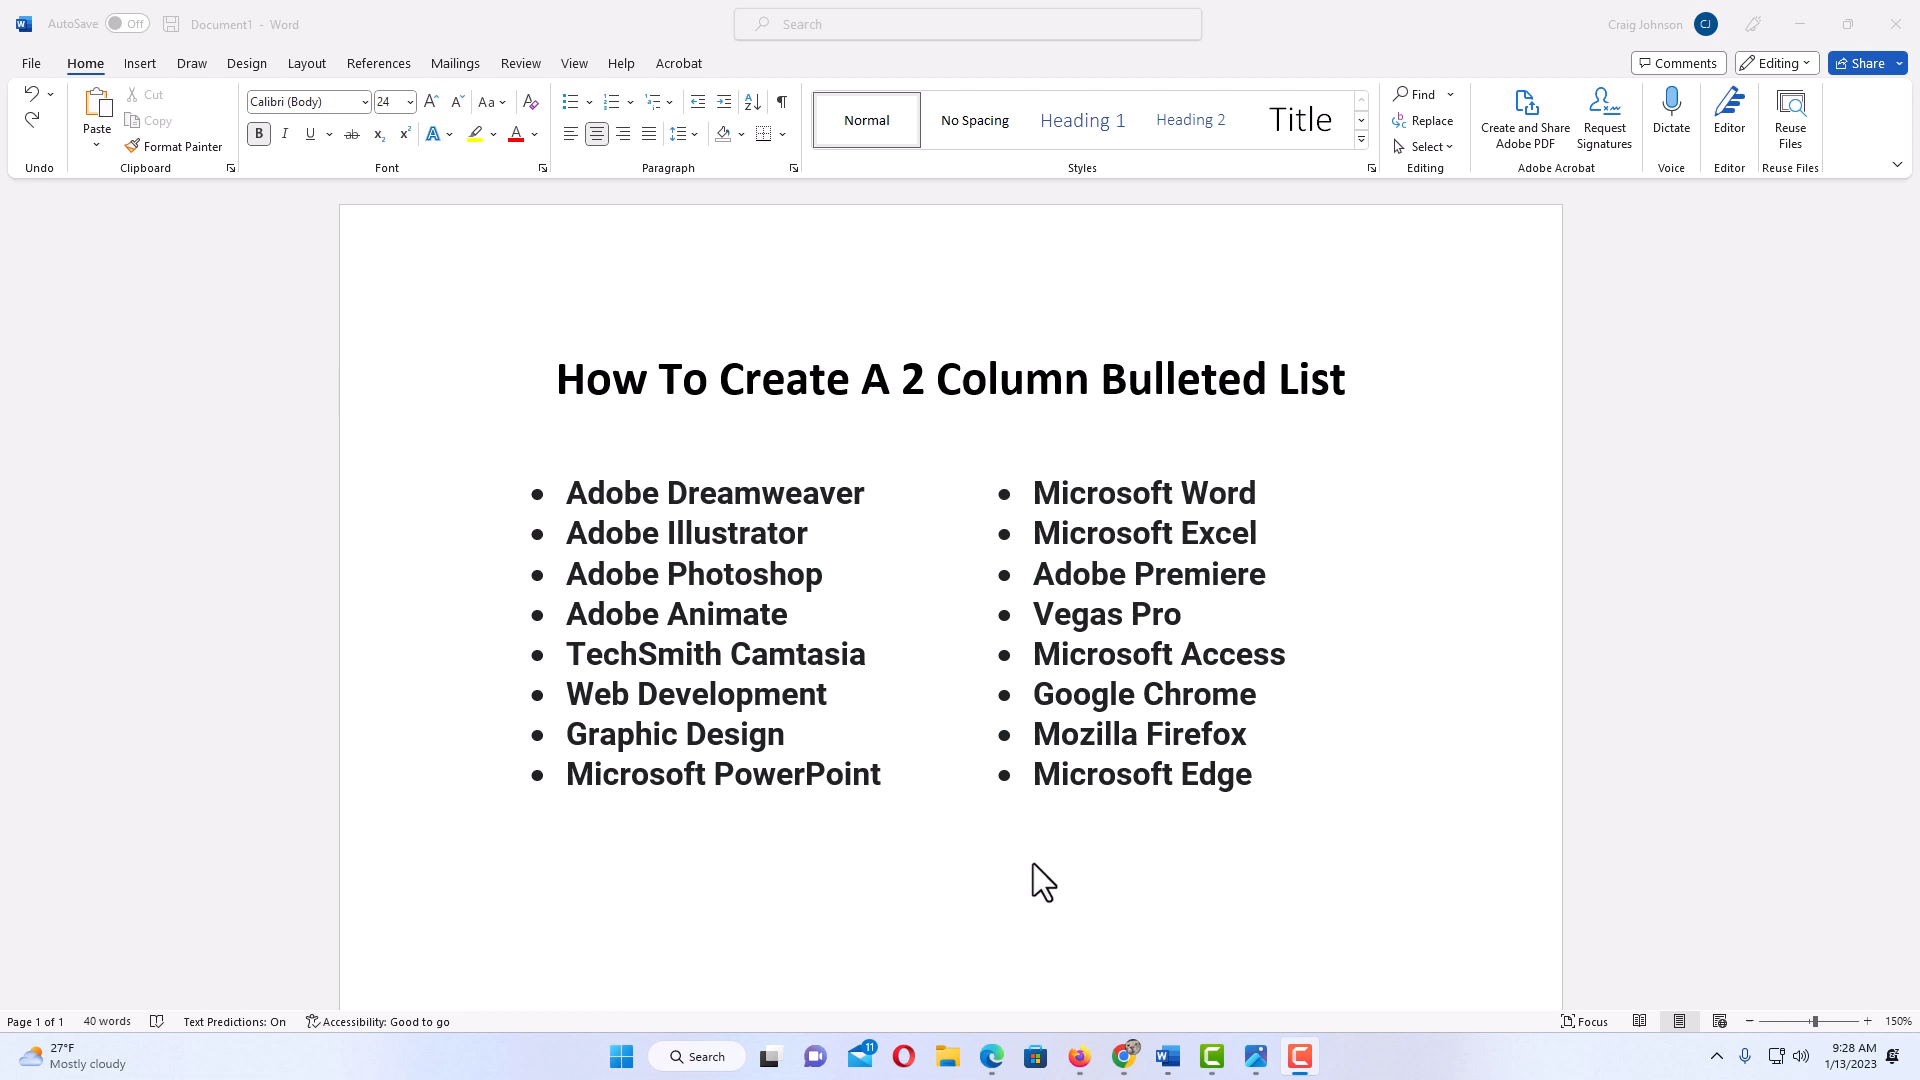 AutoSave Off Document1 - Word Search Craig Johnson CJ
File Home Insert Draw Design Layout References Mailings Review View Help Acrobat Comments Editing Share
Calibri (Body) 24 Aa
Paste Cut Copy Format Painter
B I U ab x₂ x² A A
Normal No Spacing Heading 1 Heading 2 Title
Find Replace Select
Create and Share Adobe PDF
Request Signatures
Dictate
Editor
Reuse Files
Undo Clipboard Font Paragraph Styles Editing Adobe Acrobat Voice Editor Reuse Files
How To Create A 2 Column Bulleted List
• Adobe Dreamweaver
• Adobe Illustrator
• Adobe Photoshop
• Adobe Animate
• TechSmith Camtasia
• Web Development
• Graphic Design
• Microsoft PowerPoint
• Microsoft Word
• Microsoft Excel
• Adobe Premiere
• Vegas Pro
• Microsoft Access
• Google Chrome
• Mozilla Firefox
• Microsoft Edge
Page 1 of 1 40 words Text Predictions: On Accessibility: Good to go Focus 150%
27°F
Mostly cloudy
Search
11
9:28 AM
1/13/2023